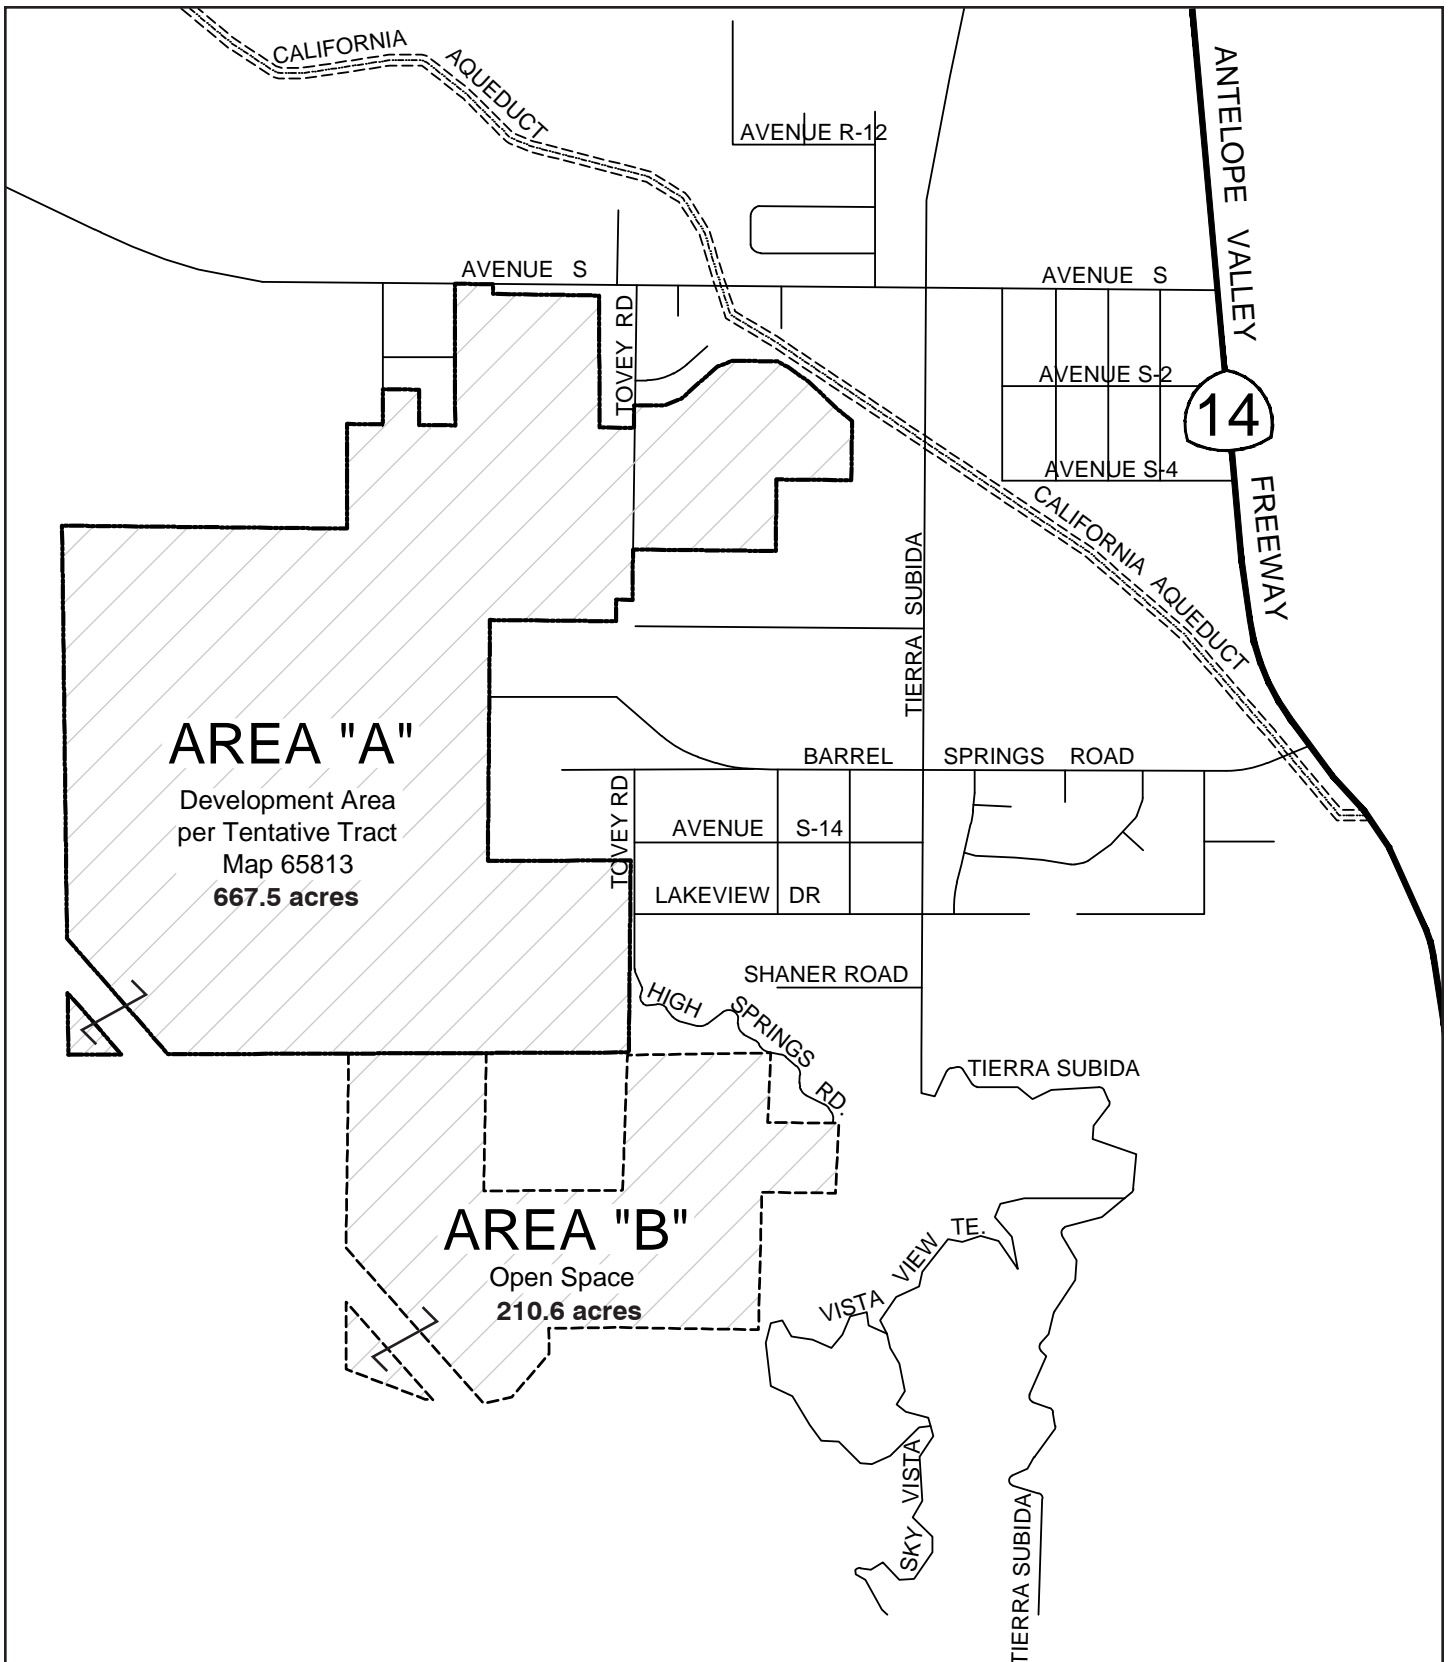 CALIFORNIA
AQUEDUCT
AVENUE R-12
ANTELOPE VALLEY
AVENUE S
AVENUE S
TOVEY RD
AVENUE S-2
14
AVENUE S-4
FREEWAY
CALIFORNIA AQUEDUCT
TIERRA SUBIDA
AREA "A"
Development Area
per Tentative Tract
Map 65813
667.5 acres
BARREL SPRINGS ROAD
TOVEY RD
AVENUE S-14
LAKEVIEW DR
SHANER ROAD
HIGH SPRINGS RD.
TIERRA SUBIDA
AREA "B"
Open Space
210.6 acres
VISTA VIEW TE.
SKY VISTA
TIERRA SUBIDA